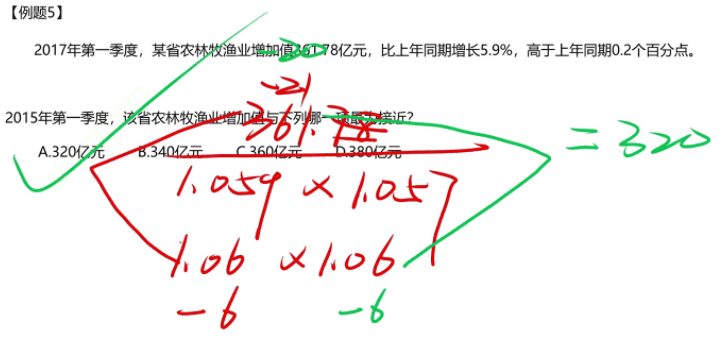 【例题5】
2017年第一季度，某省农林牧渔业增加值361.78亿元，比上年同期增长5.9%，高于上年同期0.2个百分点。
-20
-21
2015年第一季度，该省农林牧渔业增加值与下列哪一项最为接近？
361.78
= 320
A.320亿元 B.340亿元 C.360亿元 D.380亿元
1.059 × 1.057
1.06 × 1.06
-6 -6